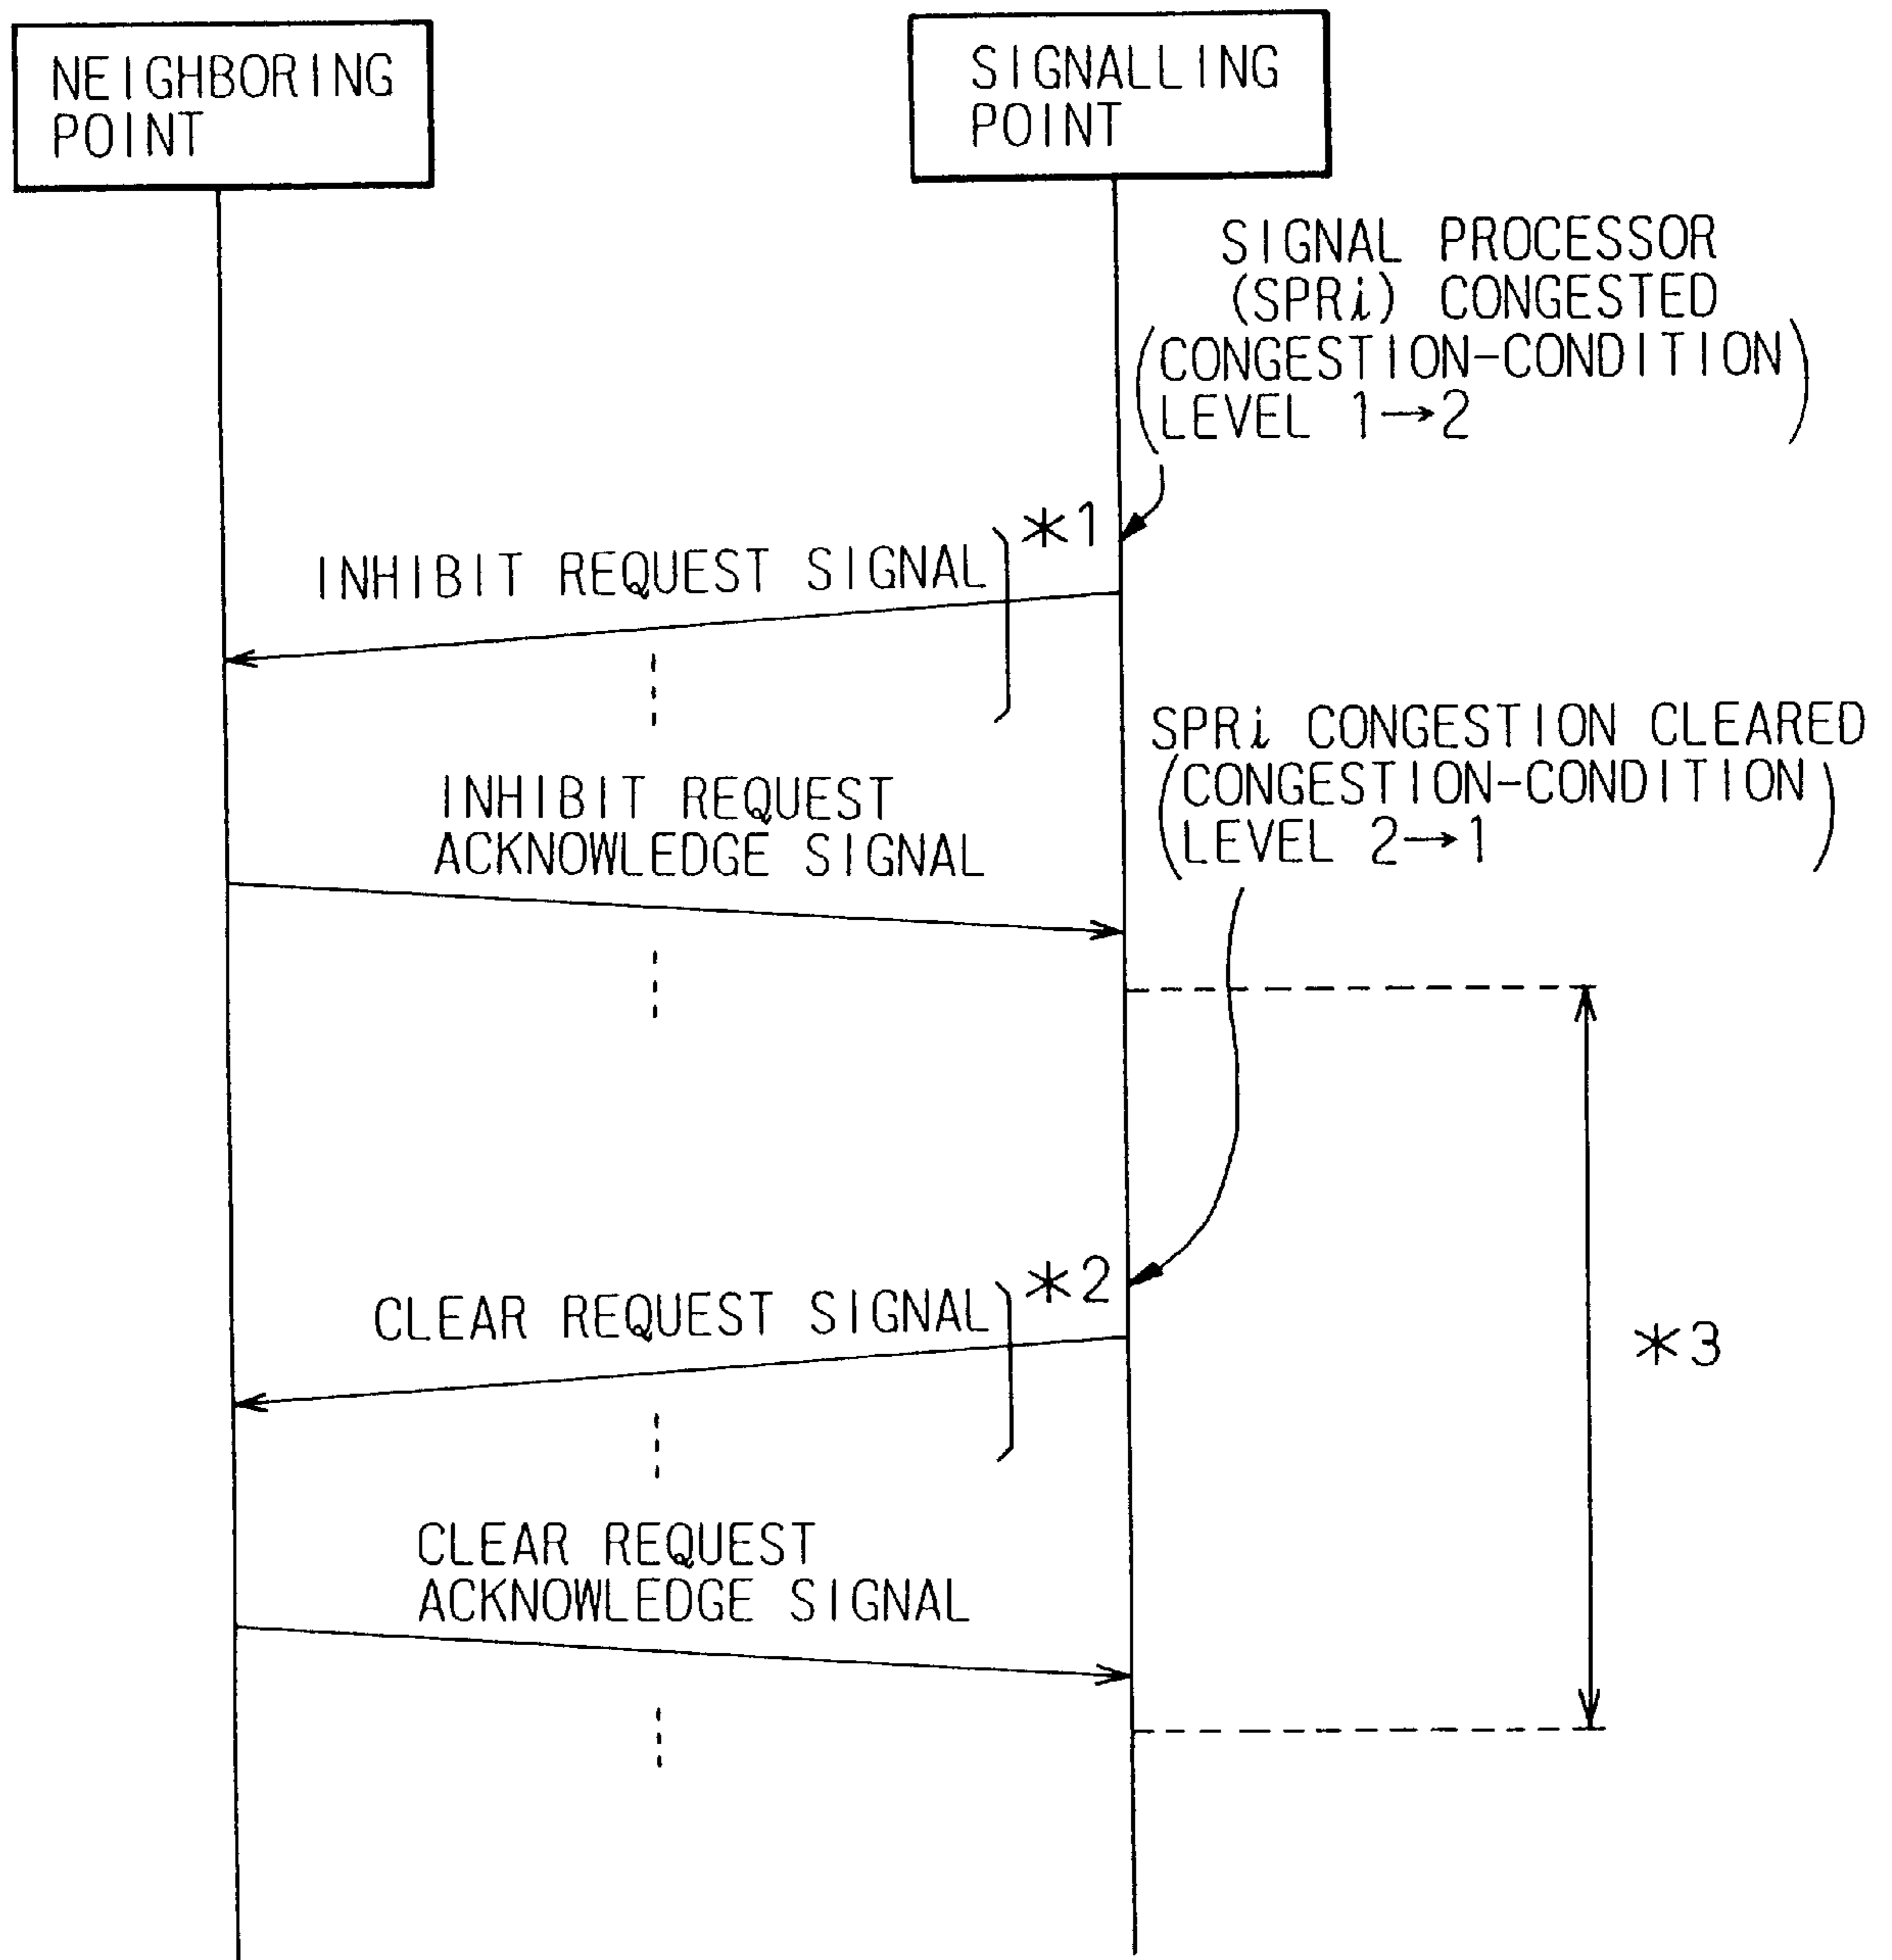 NEIGHBORING
POINT
SIGNALLING
POINT
SIGNAL PROCESSOR
(SPRi) CONGESTED
(CONGESTION-CONDITION
LEVEL 1→2)
*1
INHIBIT REQUEST SIGNAL
SPRi CONGESTION CLEARED
(CONGESTION-CONDITION
LEVEL 2→1)
INHIBIT REQUEST
ACKNOWLEDGE SIGNAL
*2
CLEAR REQUEST SIGNAL
*3
CLEAR REQUEST
ACKNOWLEDGE SIGNAL